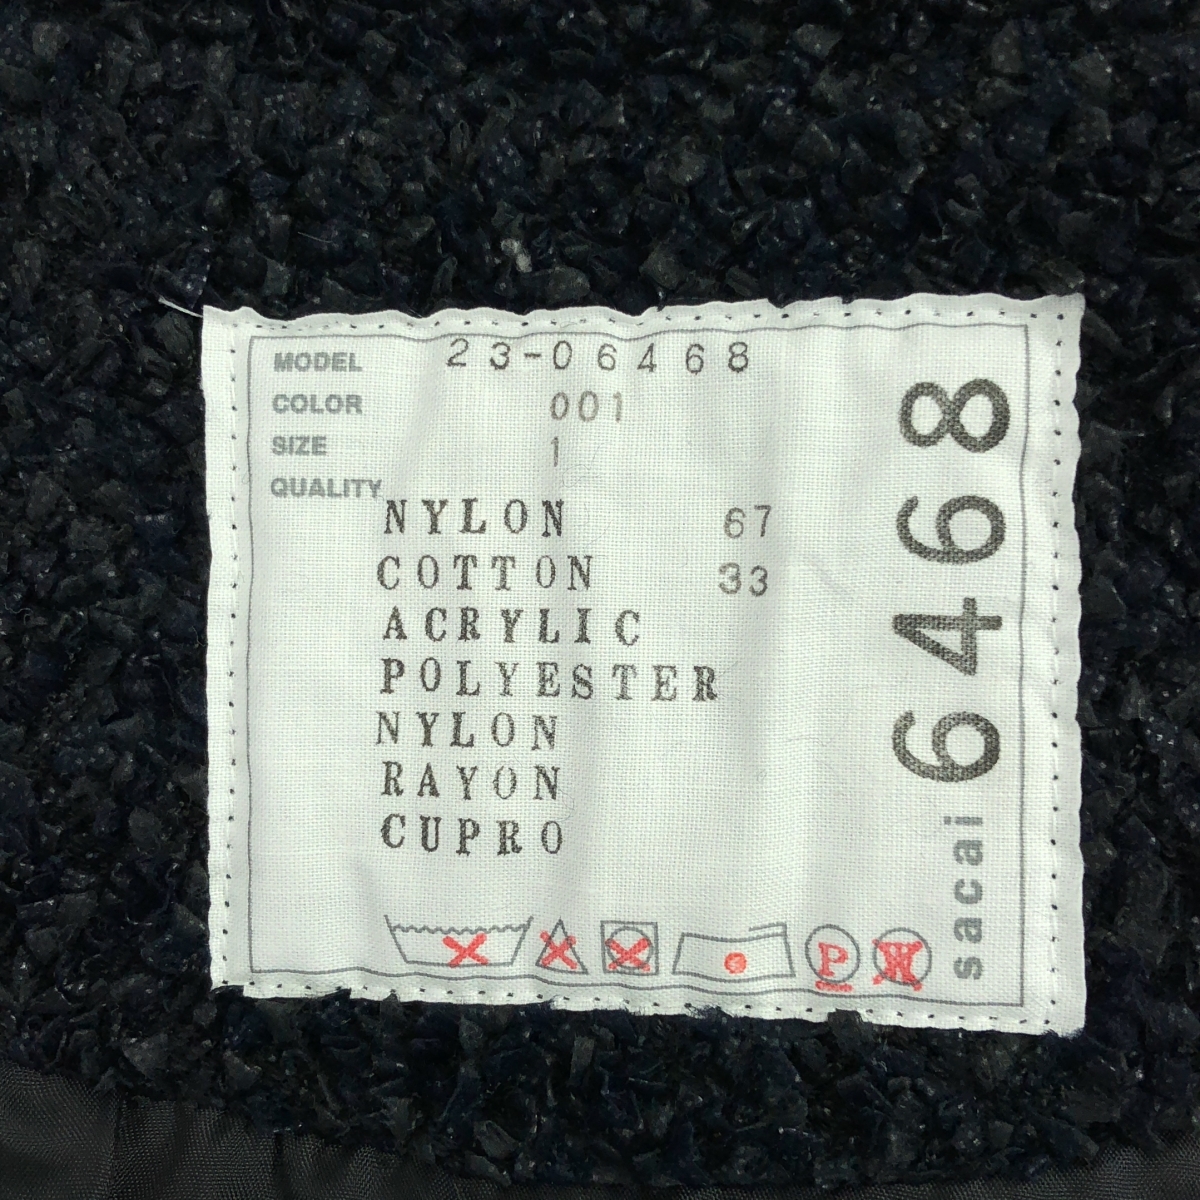 MODEL 23-06468
COLOR 001
SIZE 1
QUALITY
NYLON 67
COTTON 33
ACRYLIC
POLYESTER
NYLON
RAYON
CUPRO
P W
sacai 6468